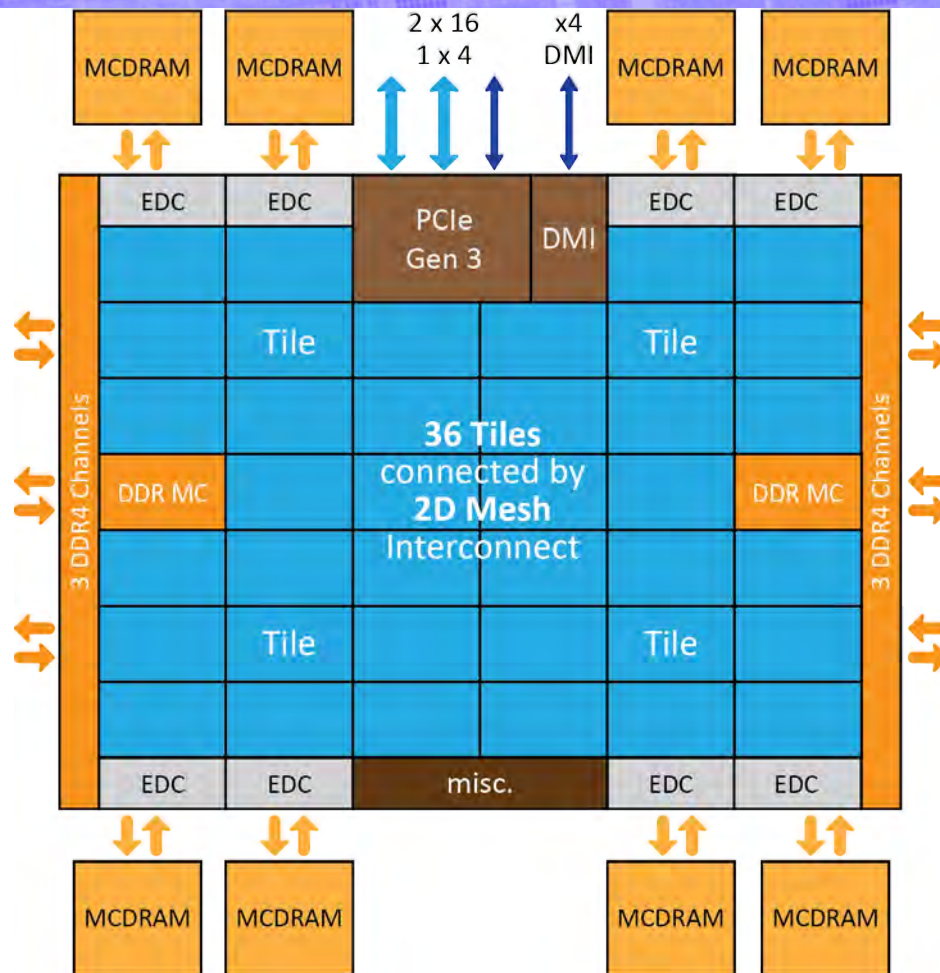 2 x 16
1 x 4
x4
DMI
MCDRAM
MCDRAM
MCDRAM
MCDRAM
EDC
EDC
PCIe
Gen 3
DMI
EDC
EDC
Tile
Tile
3 DDR4 Channels
36 Tiles
connected by
2D Mesh
Interconnect
DDR MC
DDR MC
3 DDR4 Channels
Tile
Tile
EDC
EDC
misc.
EDC
EDC
MCDRAM
MCDRAM
MCDRAM
MCDRAM